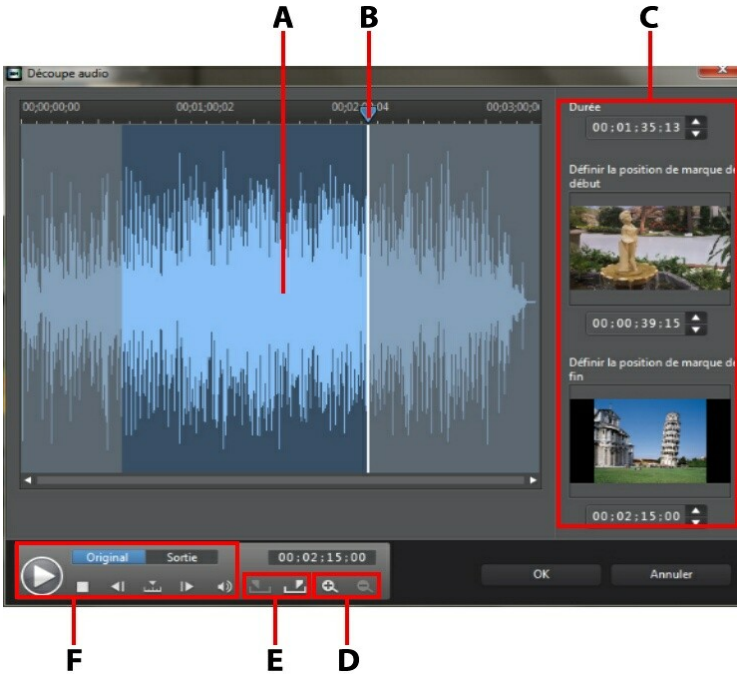 A B C
Découpe audio
00;00;00;00 00;01;00;02 00;03;00;0
Durée
00;01;35;13
Définir la position de marque de
début
00;00;39;15
Définir la position de marque de
fin
00;02;15;00
Original Sortie 00;02;15;00
OK Annuler
F E D